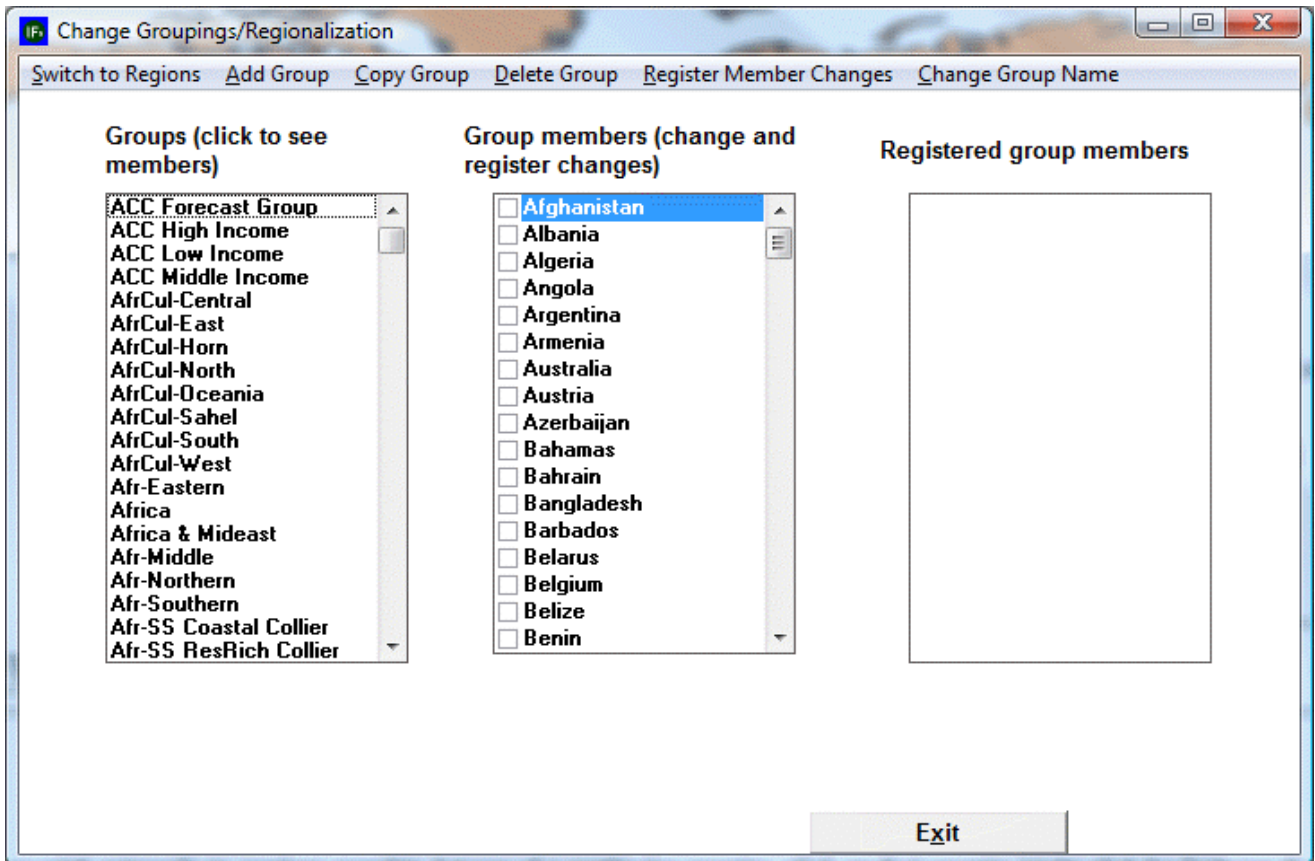 IFs Change Groupings/Regionalization
Switch to Regions Add Group Copy Group Delete Group Register Member Changes Change Group Name
Groups (click to see
members)
ACC Forecast Group
ACC High Income
ACC Low Income
ACC Middle Income
AfrCul-Central
AfrCul-East
AfrCul-Horn
AfrCul-North
AfrCul-Oceania
AfrCul-Sahel
AfrCul-South
AfrCul-West
Afr-Eastern
Africa
Africa & Mideast
Afr-Middle
Afr-Northern
Afr-Southern
Afr-SS Coastal Collier
Afr-SS ResRich Collier
Group members (change and
register changes)
Afghanistan
Albania
Algeria
Angola
Argentina
Armenia
Australia
Austria
Azerbaijan
Bahamas
Bahrain
Bangladesh
Barbados
Belarus
Belgium
Belize
Benin
Registered group members
Exit